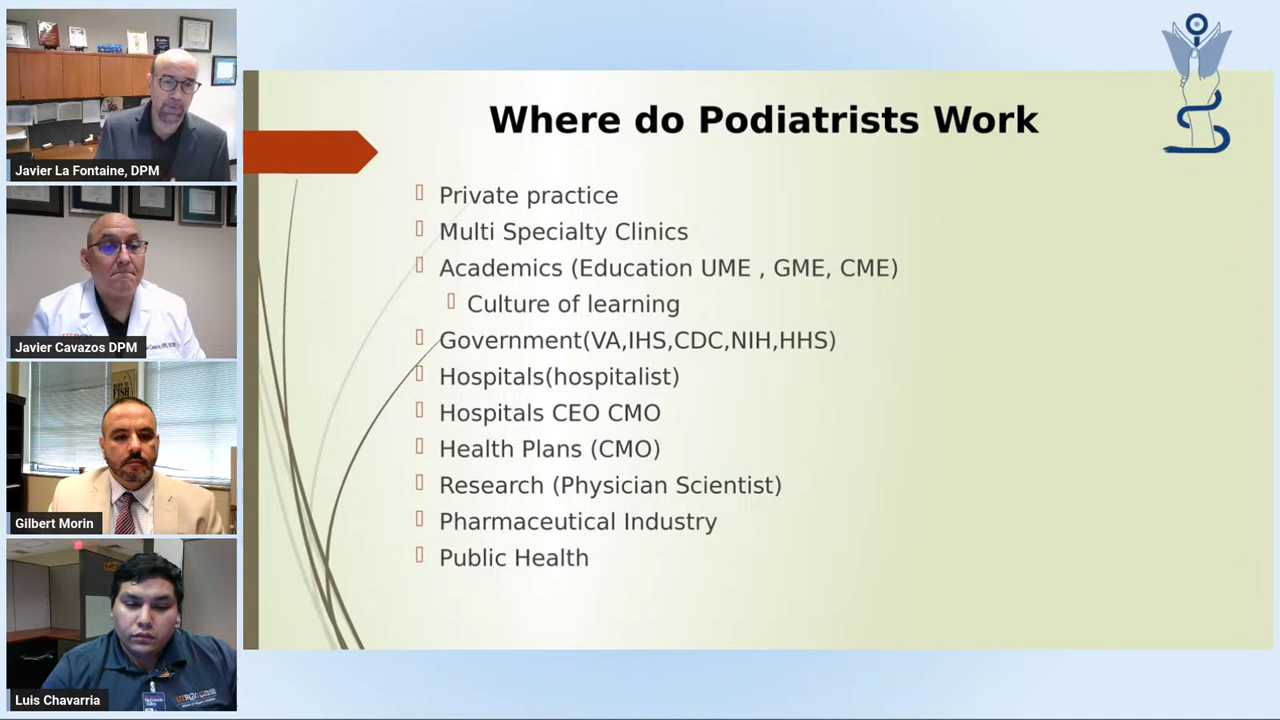 Where do Podiatrists Work
Private practice
Multi Specialty Clinics
Academics (Education UME , GME, CME)
Culture of learning
Government(VA,IHS,CDC,NIH,HHS)
Hospitals(hospitalist)
Hospitals CEO CMO
Health Plans (CMO)
Research (Physician Scientist)
Pharmaceutical Industry
Public Health
Javier La Fontaine, DPM
Javier Cavazos DPM
FISH
Gilbert Morin
Luis Chavarria